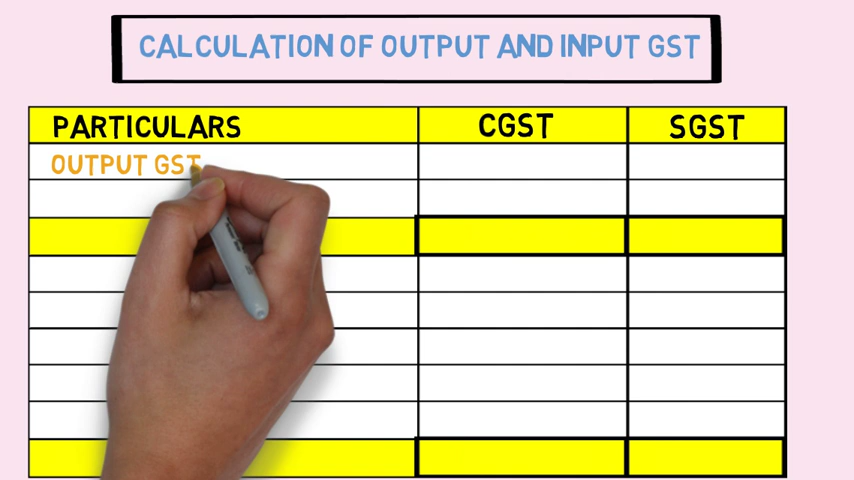 CALCULATION OF OUTPUT AND INPUT GST
PARTICULARS CGST SGST
OUTPUT GST